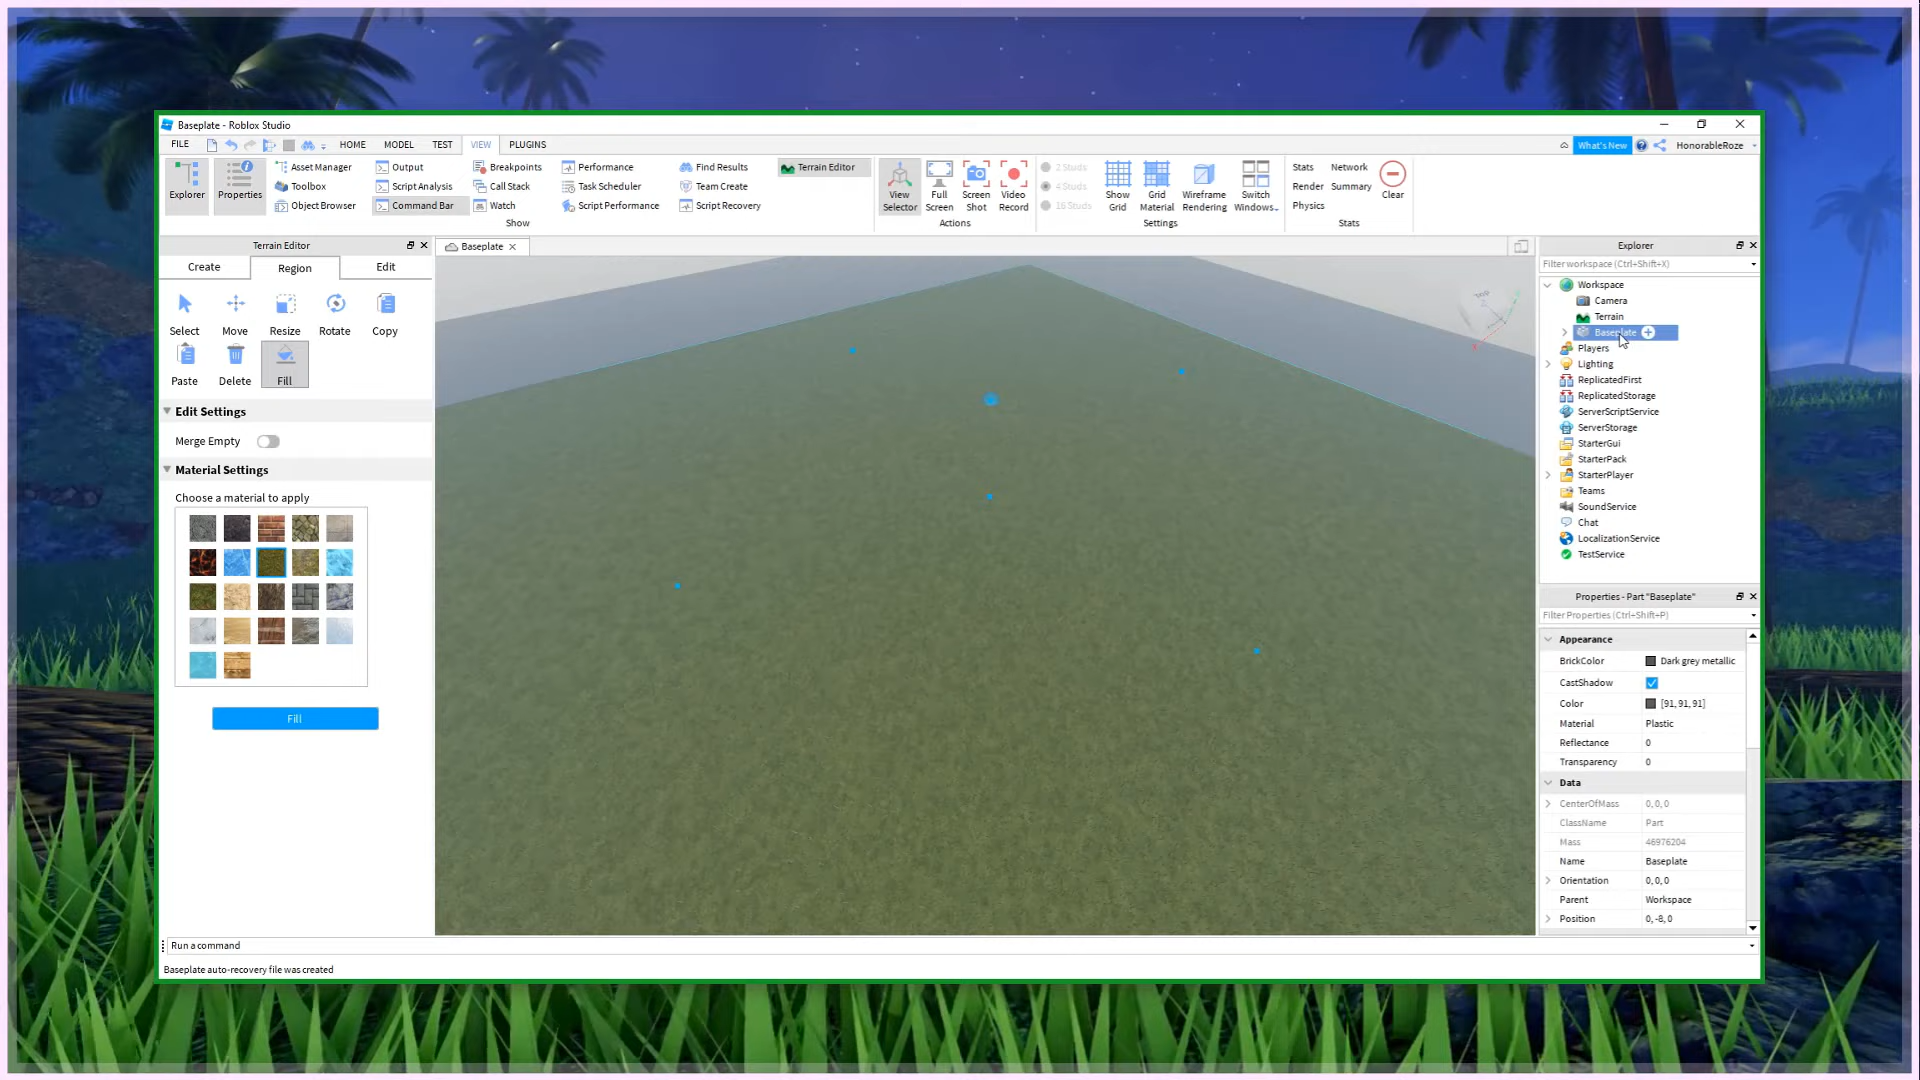 Baseplate - Roblox Studio
FILE HOME MODEL TEST VIEW PLUGINS What's New HonorableRoze
Explorer
Properties
Asset Manager
Toolbox
Object Browser
Output
Script Analysis
Command Bar
Breakpoints
Call Stack
Watch
Performance
Task Scheduler
Script Performance
Find Results
Team Create
Script Recovery
Terrain Editor
Show
View
Selector
Full
Screen
Screen
Shot
Video
Record
Actions
2 Studs
4 Studs
16 Studs
Show
Grid
Grid
Material
Wireframe
Rendering
Switch
Windows
Settings
Stats Network
Render Summary
Physics
Clear
Stats
Terrain Editor
Create Region Edit
Select Move Resize Rotate Copy
Paste Delete Fill
Edit Settings
Merge Empty
Material Settings
Choose a material to apply
Fill
Baseplate
Explorer
Filter workspace (Ctrl+Shift+X)
Workspace
Camera
Terrain
Baseplate
Players
Lighting
ReplicatedFirst
ReplicatedStorage
ServerScriptService
ServerStorage
StarterGui
StarterPack
StarterPlayer
Teams
SoundService
Chat
LocalizationService
TestService
Properties - Part "Baseplate"
Filter Properties (Ctrl+Shift+P)
Appearance
BrickColor Dark grey metallic
CastShadow
Color [91, 91, 91]
Material Plastic
Reflectance 0
Transparency 0
Data
CenterOfMass 0, 0, 0
ClassName Part
Mass 46976204
Name Baseplate
Orientation 0, 0, 0
Parent Workspace
Position 0, -8, 0
Run a command
Baseplate auto-recovery file was created